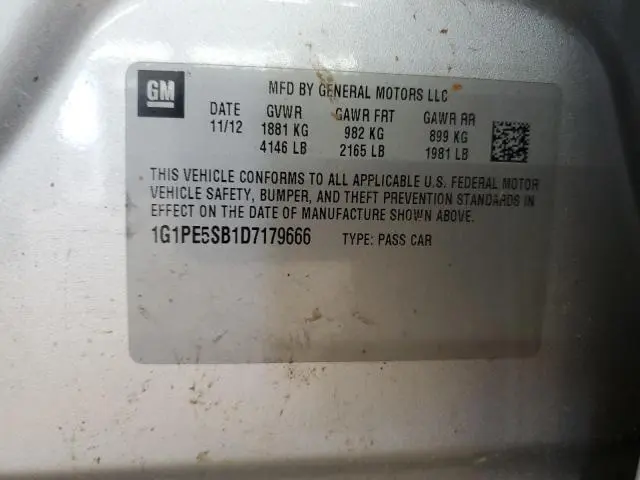 GM
MFD BY GENERAL MOTORS LLC
DATE GVWR GAWR FRT GAWR RR
11/12 1881 KG 982 KG 899 KG
4146 LB 2165 LB 1981 LB
THIS VEHICLE CONFORMS TO ALL APPLICABLE U.S. FEDERAL MOTOR
VEHICLE SAFETY, BUMPER, AND THEFT PREVENTION STANDARDS IN
EFFECT ON THE DATE OF MANUFACTURE SHOWN ABOVE.
1G1PE5SB1D7179666 TYPE: PASS CAR